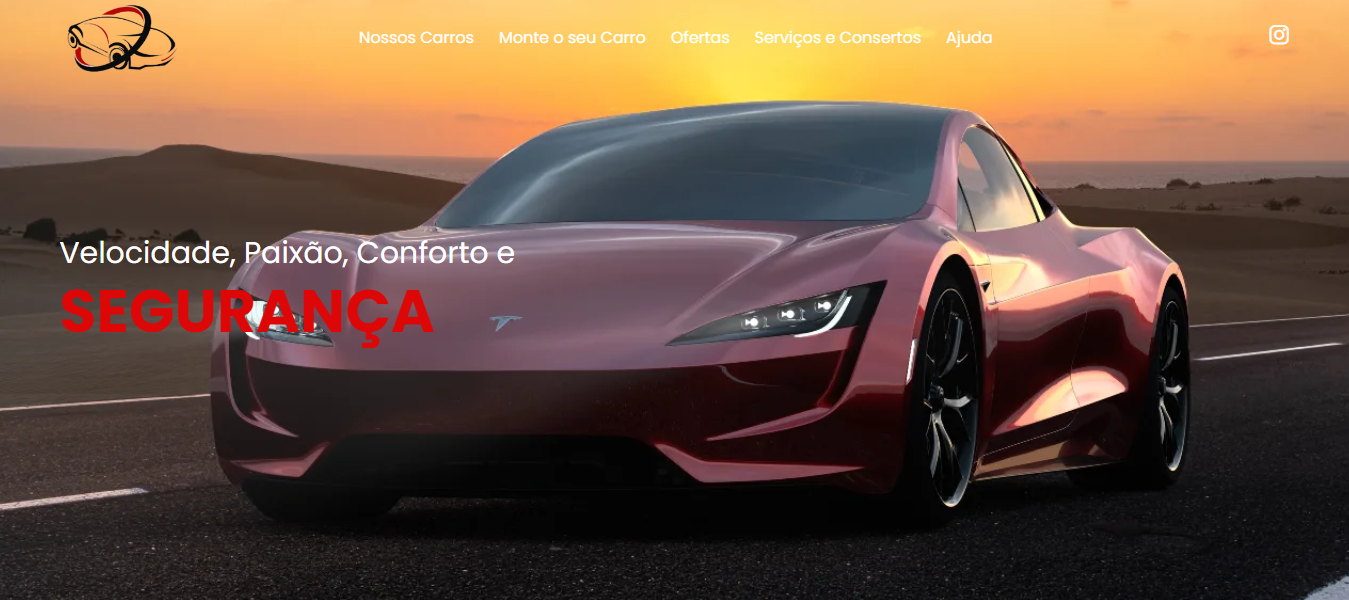 Nossos Carros Monte o seu Carro Ofertas Serviços e Consertos Ajuda
Velocidade, Paixão, Conforto e
SEGURANÇA